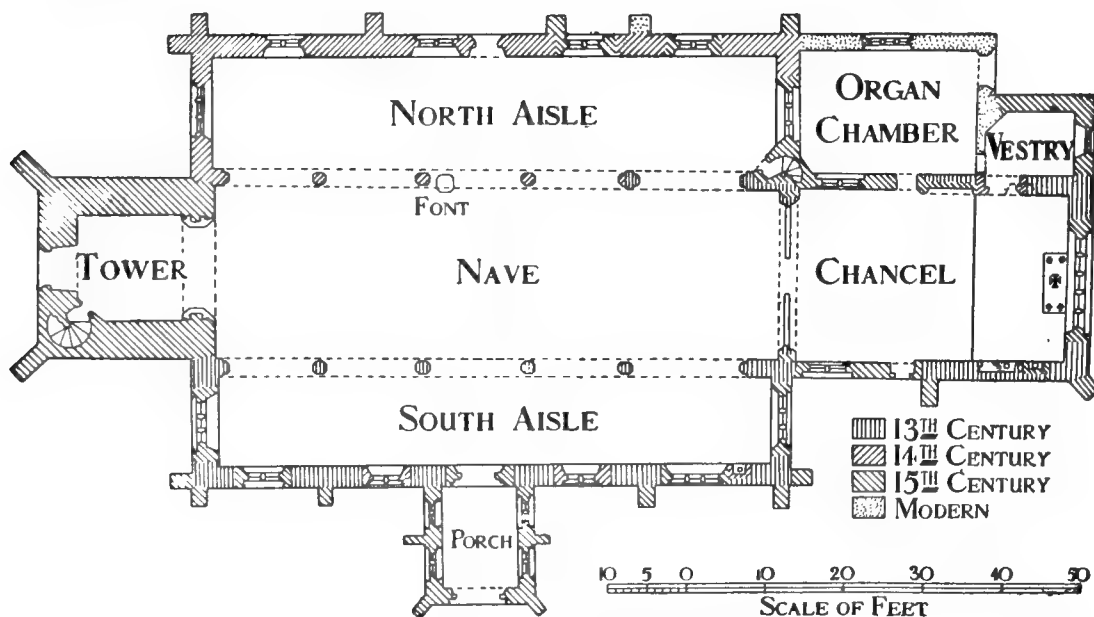 NORTH AISLE
ORGAN
CHAMBER
VESTRY
FONT
TOWER
NAVE
CHANCEL
SOUTH AISLE
13TH CENTURY
14TH CENTURY
15TH CENTURY
MODERN
PORCH
10 5 0 10 20 30 40 50
SCALE OF FEET